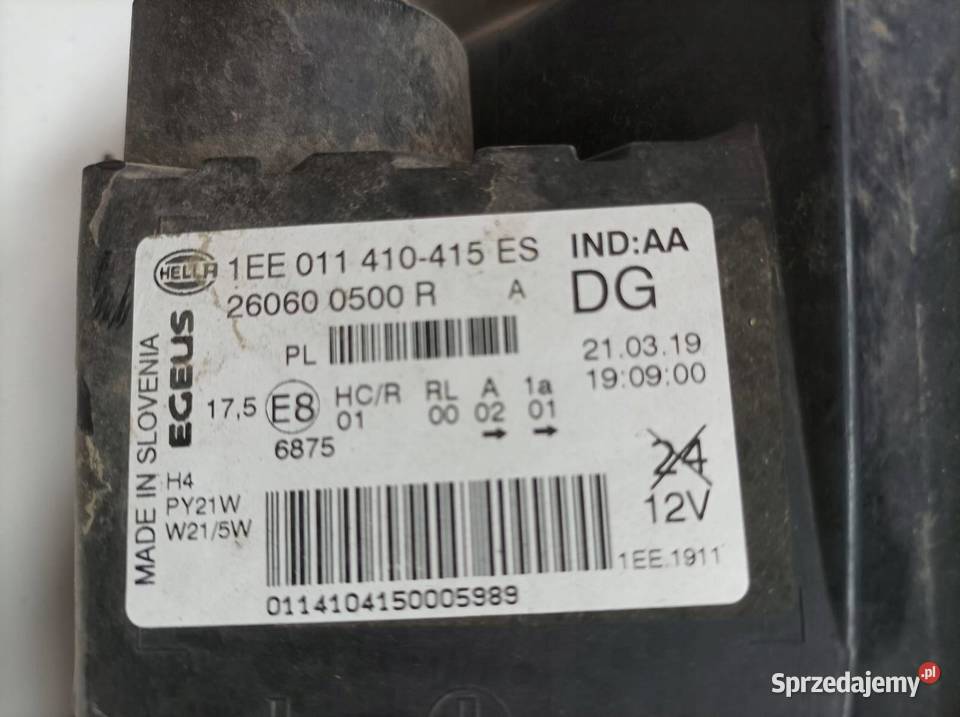 HELLA 1EE 011 410-415 ES IND:AA
26060 0500 R A DG
PL 21.03.19
19:09:00
MADE IN SLOVENIA
EGEUS
17,5 E8 HC/R RL A 1a
01 00 02 01
→ →
6875
H4
PY21W
W21/5W
24
12V
1EE.1911
0114104150005989
Sprzedajemy.pl